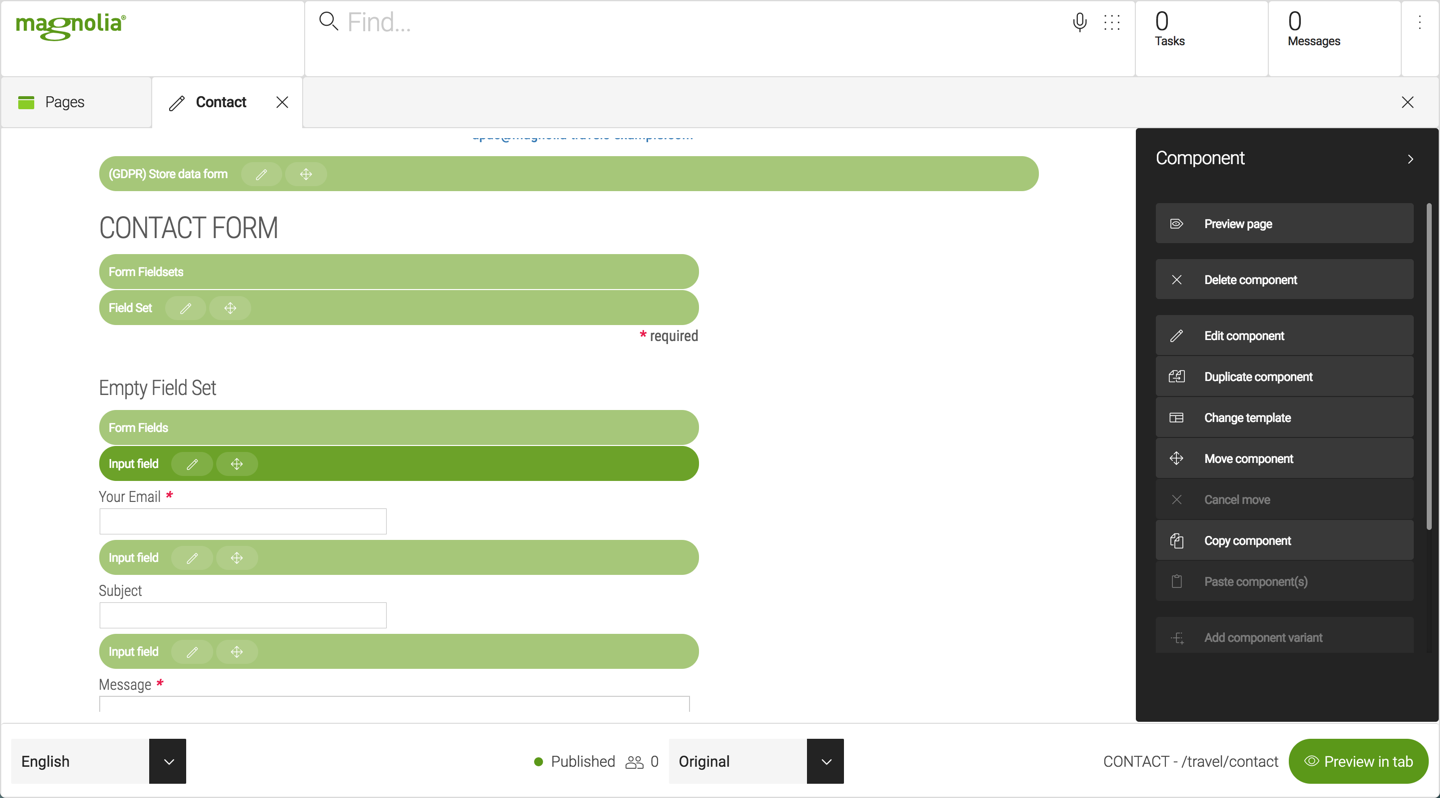 magnolia®
Find...
0
Tasks
0
Messages
Pages
Contact
(GDPR) Store data form
CONTACT FORM
Form Fieldsets
Field Set
* required
Empty Field Set
Form Fields
Input field
Your Email *
Input field
Subject
Input field
Message *
Component
Preview page
Delete component
Edit component
Duplicate component
Change template
Move component
Cancel move
Copy component
Paste component(s)
Add component variant
English
Published
0
Original
CONTACT - /travel/contact
Preview in tab